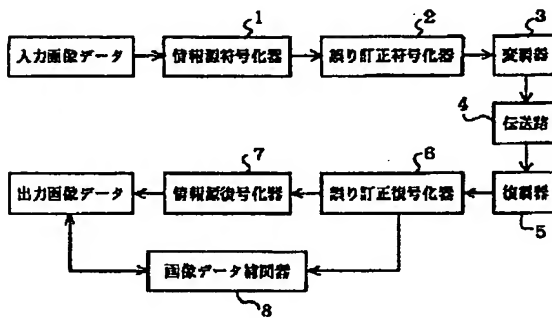 1
2
3
入力画像データ
情報源符号化器
誤り訂正符号化器
変調器
4
伝送路
7
6
出力画像データ
情報源復号化器
誤り訂正復号化器
復調器
5
画像データ補間器
8